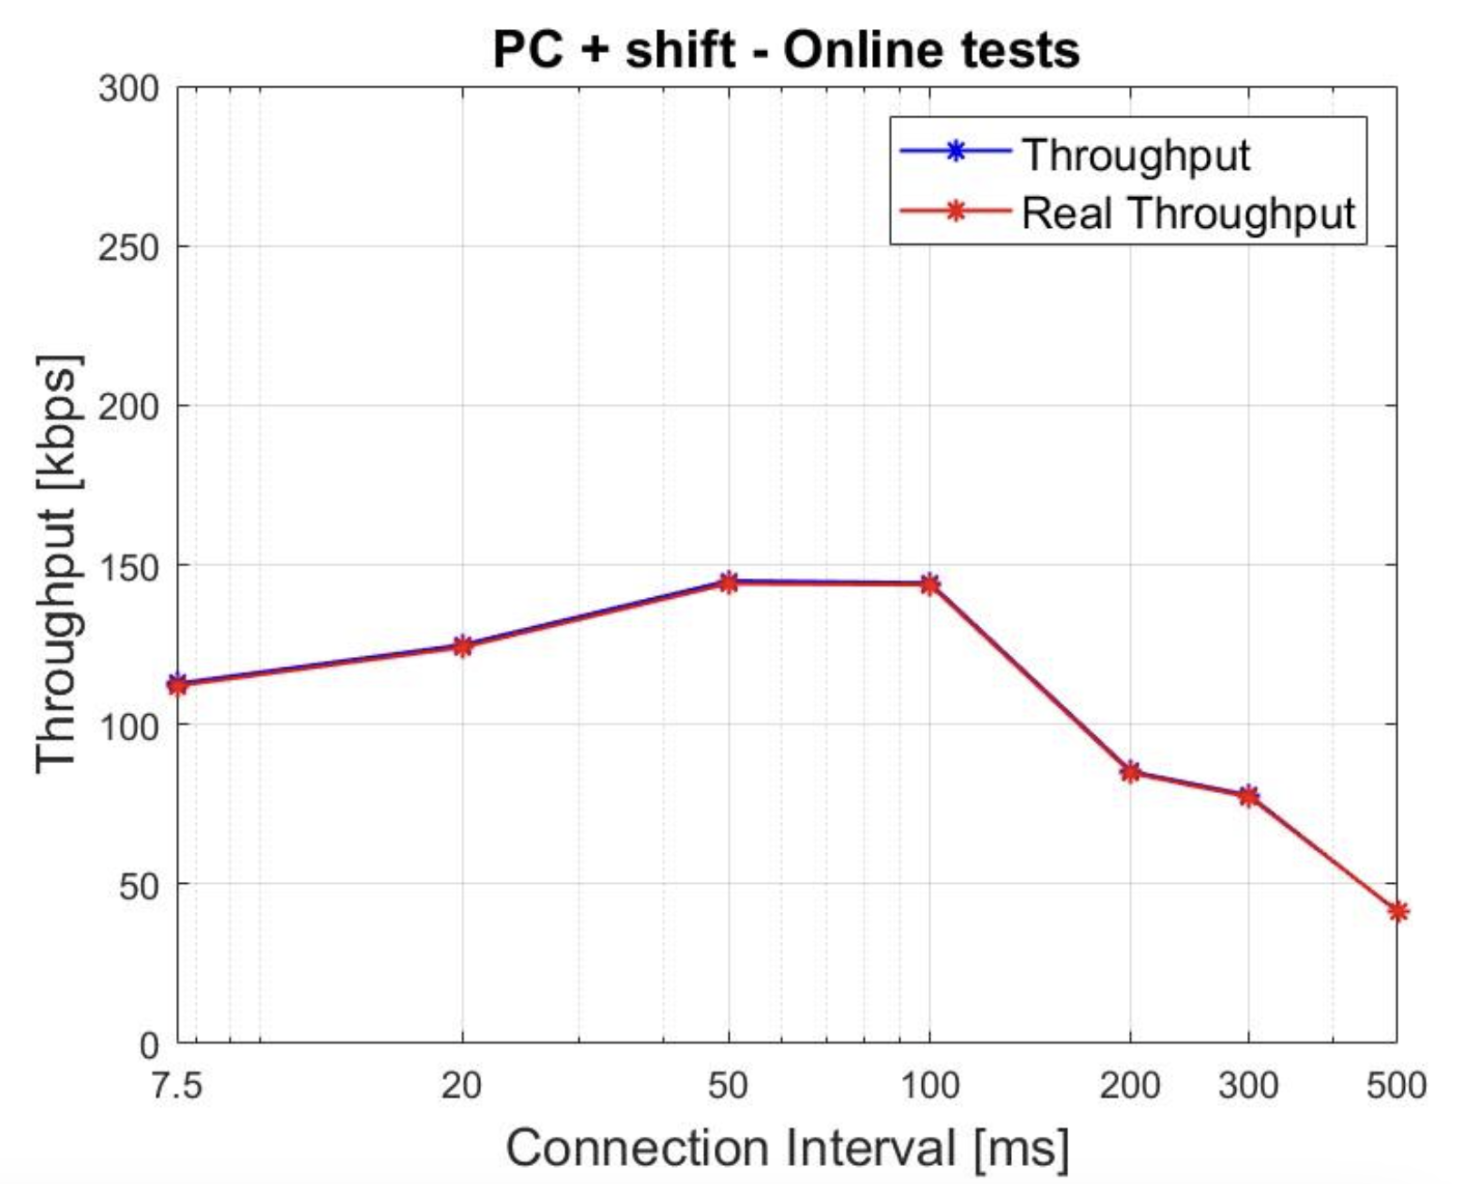 PC + shift - Online tests
300
250
200
150
100
50
0
Throughput [kbps]
Throughput
Real Throughput
7.5 20 50 100 200 300 500
Connection Interval [ms]